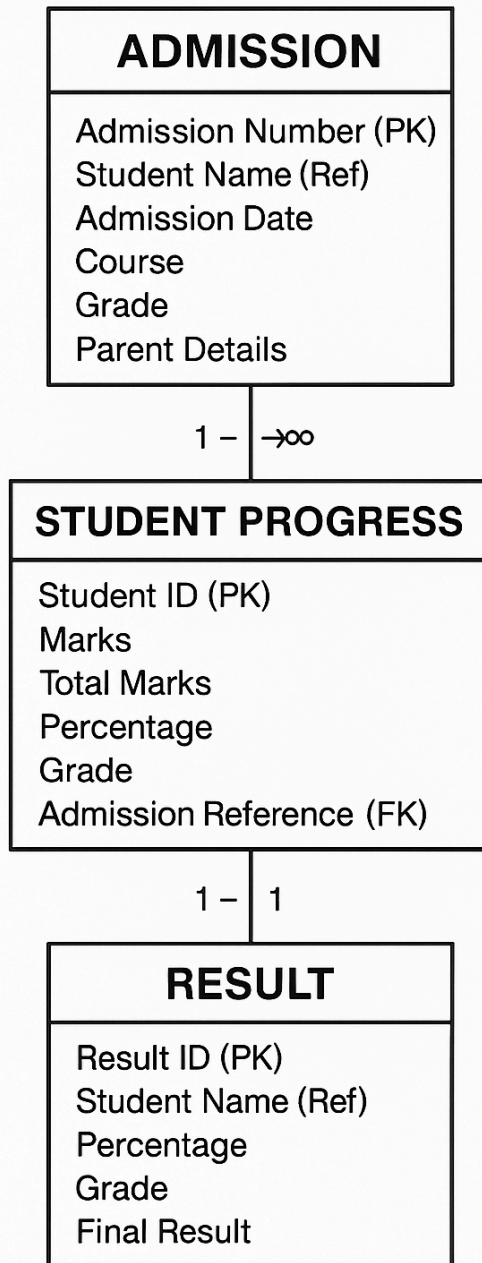 ADMISSION
Admission Number (PK)
Student Name (Ref)
Admission Date
Course
Grade
Parent Details
1 – →∞
STUDENT PROGRESS
Student ID (PK)
Marks
Total Marks
Percentage
Grade
Admission Reference (FK)
1 – 1
RESULT
Result ID (PK)
Student Name (Ref)
Percentage
Grade
Final Result